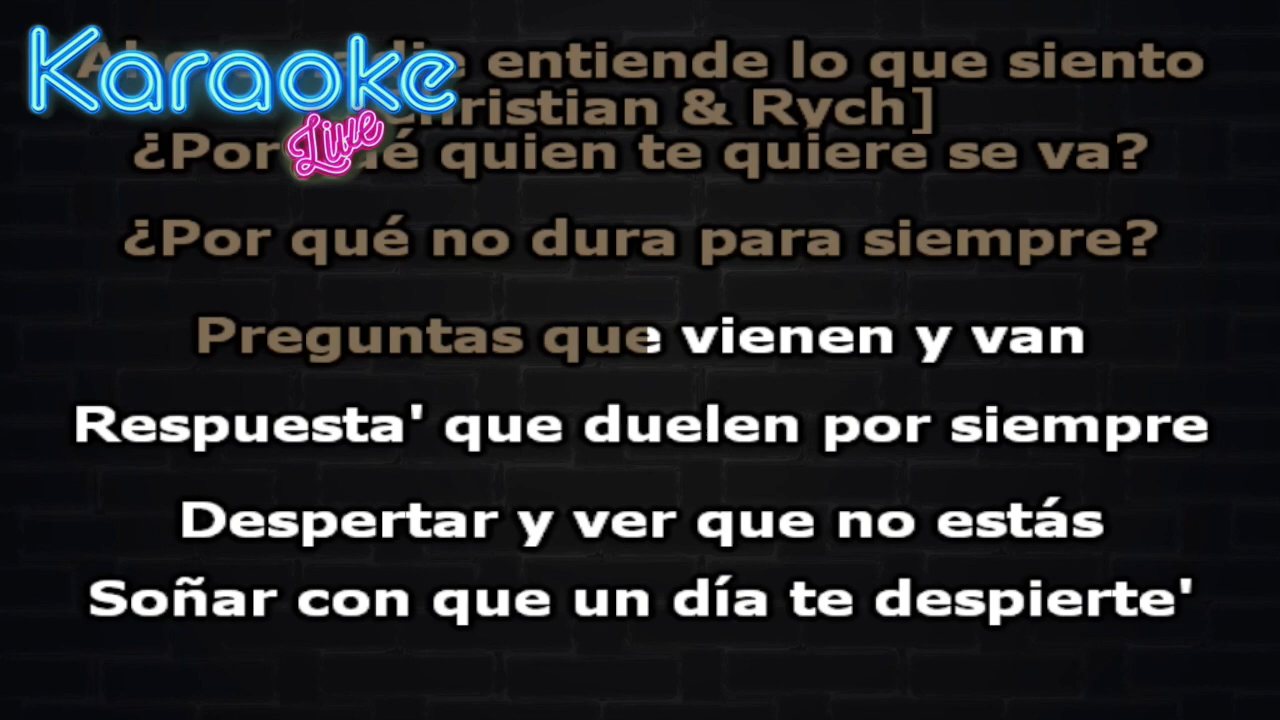 Karaoke
Live
entiende lo que siento
Christian & Rych]
¿Por qué quien te quiere se va?
¿Por qué no dura para siempre?
Preguntas que vienen y van
Respuesta' que duelen por siempre
Despertar y ver que no estás
Soñar con que un día te despierte'